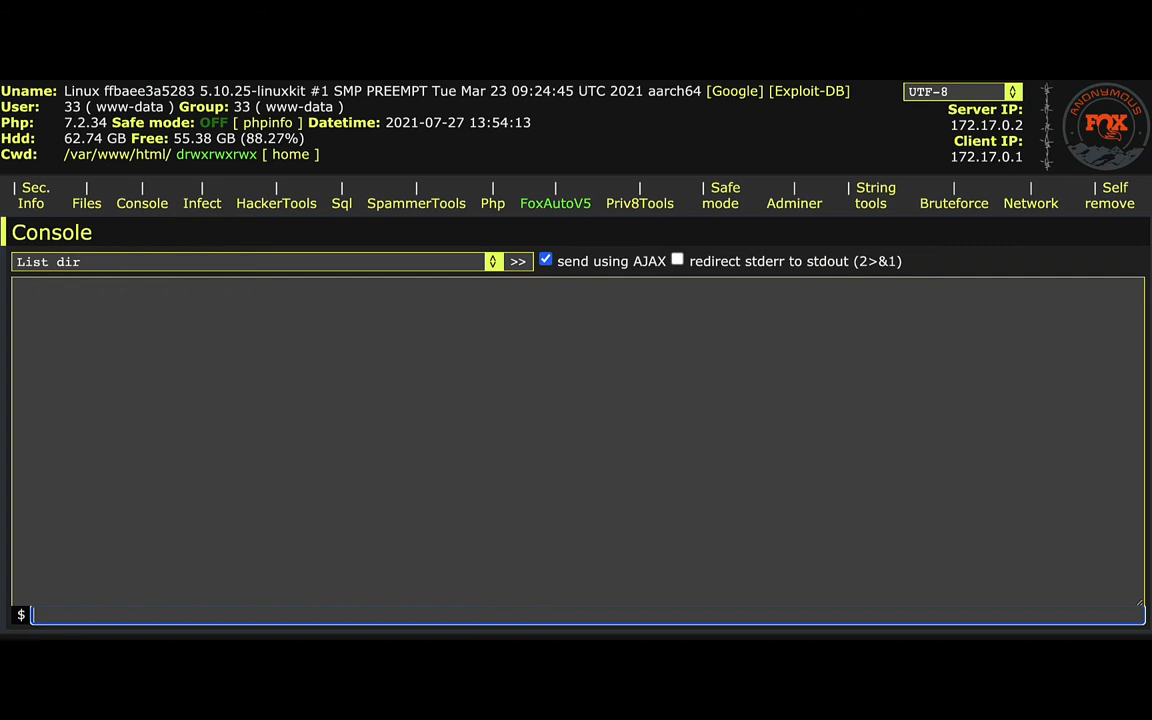 Uname: Linux ffbaee3a5283 5.10.25-linuxkit #1 SMP PREEMPT Tue Mar 23 09:24:45 UTC 2021 aarch64 [Google] [Exploit-DB]
User: 33 ( www-data ) Group: 33 ( www-data )
Php: 7.2.34 Safe mode: OFF [ phpinfo ] Datetime: 2021-07-27 13:54:13
Hdd: 62.74 GB Free: 55.38 GB (88.27%)
Cwd: /var/www/html/ drwxrwxrwx [ home ]
UTF-8
Server IP:
172.17.0.2
Client IP:
172.17.0.1
ANONYMOUS
FOX
| Sec. Info | Files | Console | Infect | HackerTools | Sql | SpammerTools | Php | FoxAutoV5 | Priv8Tools | Safe mode | Adminer | String tools | Bruteforce | Network | Self remove
Console
List dir >> send using AJAX redirect stderr to stdout (2>&1)
$